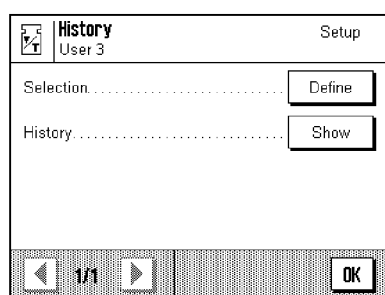 History Setup
User 3
Selection............................ Define
History............................... Show
1/1 OK